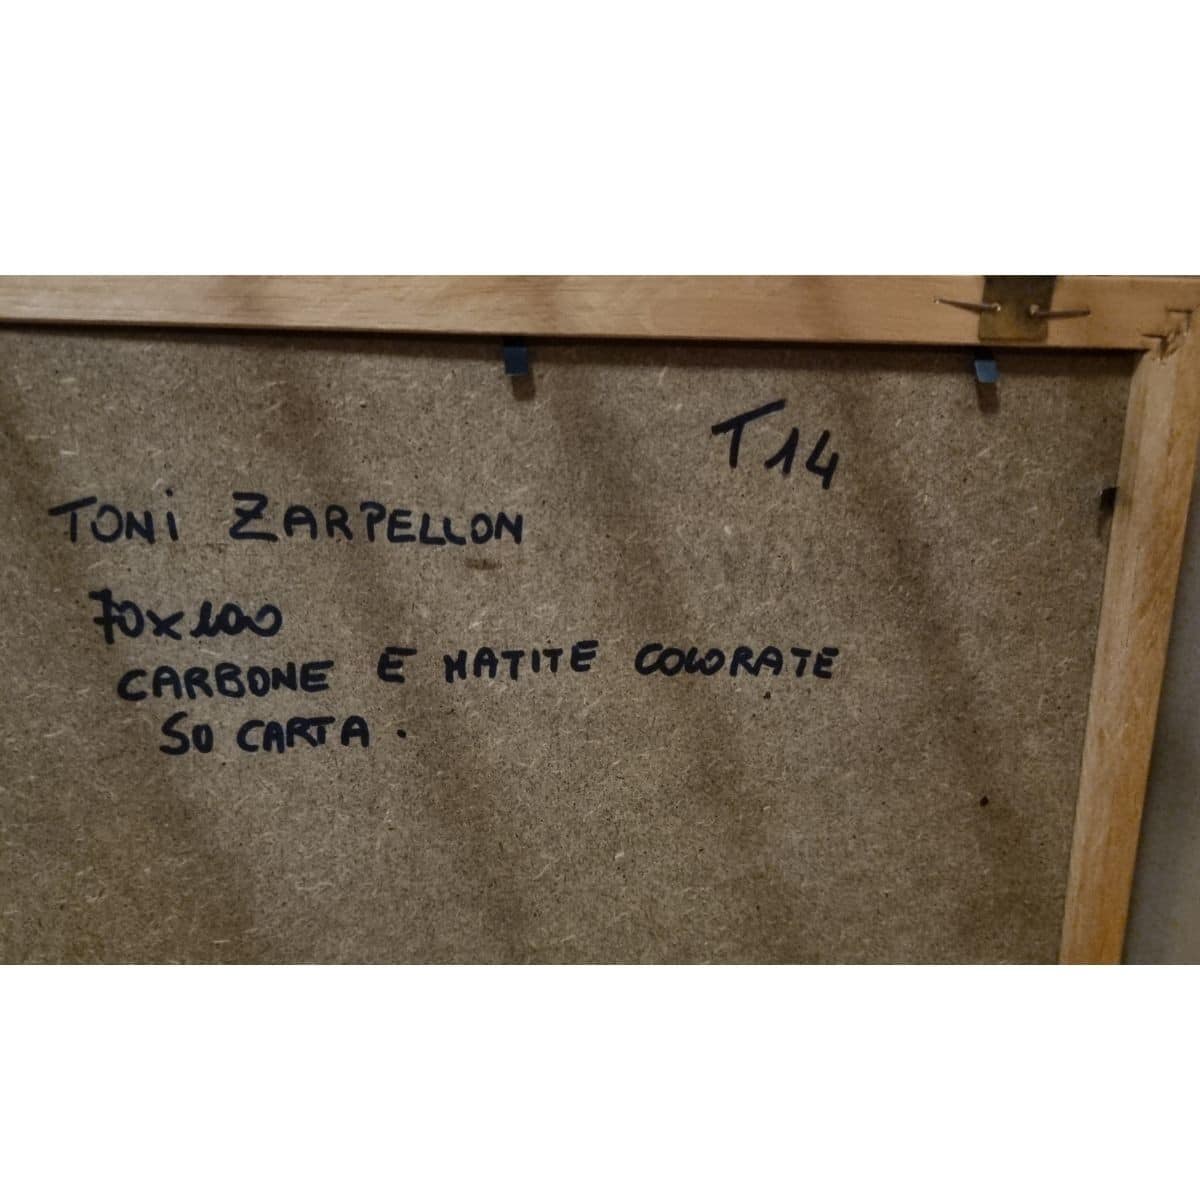 T14
TONi ZARPELLON
70x100
CARBONE E MATITE COLORATE
SU CARTA.